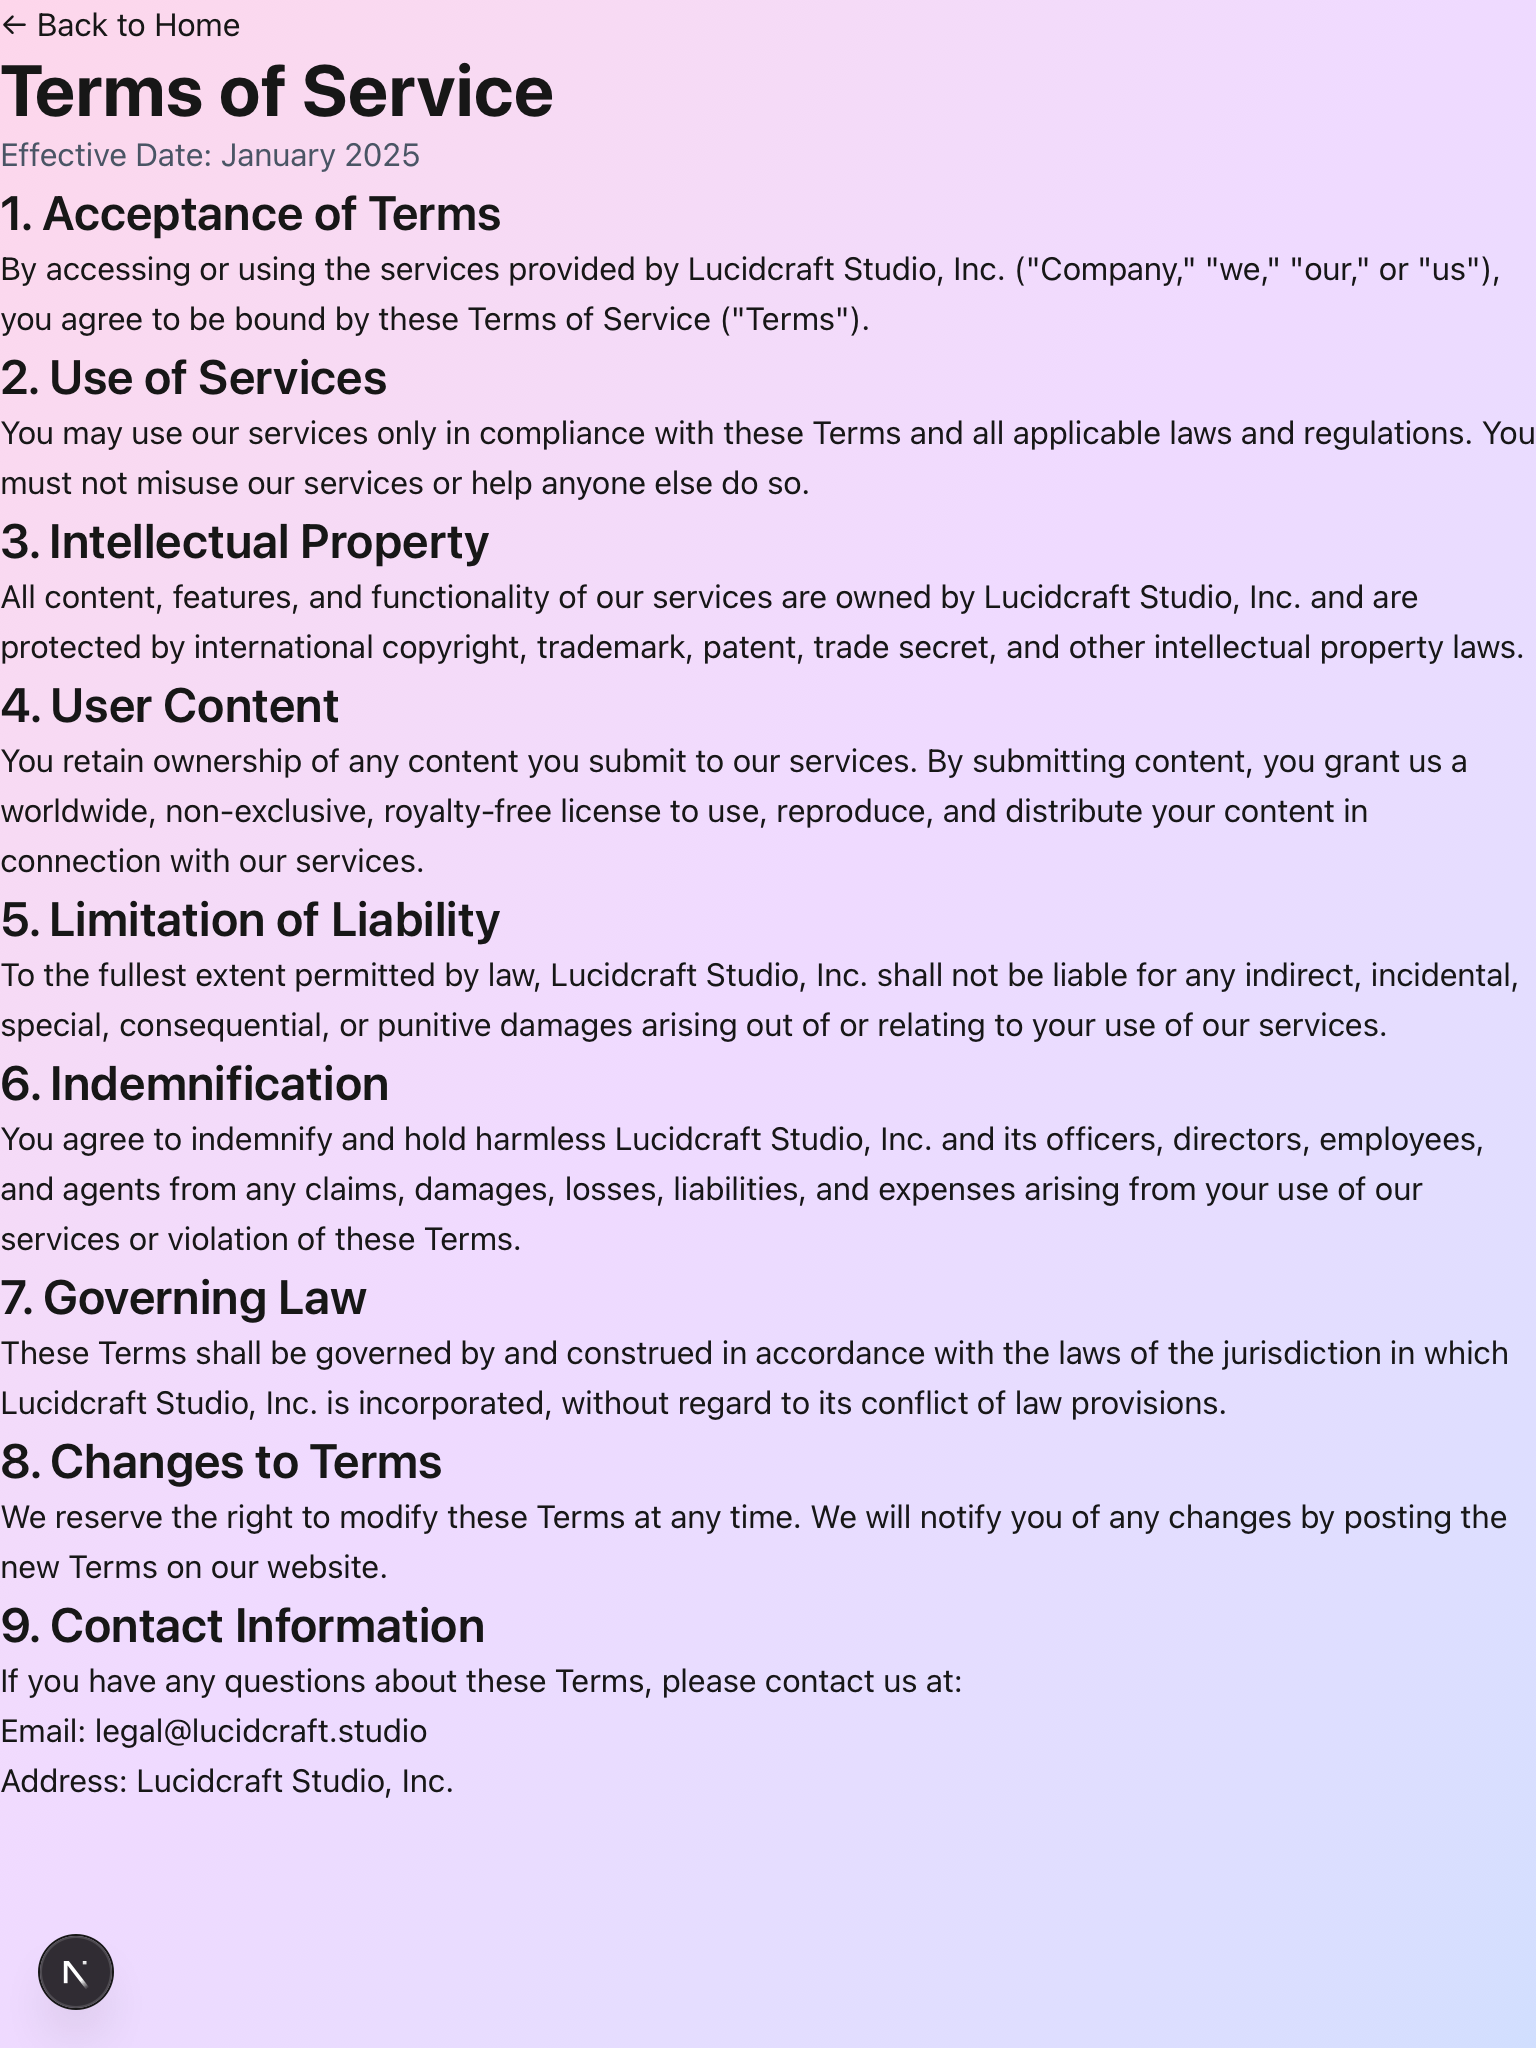 ← Back to Home
Terms of Service
Effective Date: January 2025
1. Acceptance of Terms
By accessing or using the services provided by Lucidcraft Studio, Inc. ("Company," "we," "our," or "us"),
you agree to be bound by these Terms of Service ("Terms").
2. Use of Services
You may use our services only in compliance with these Terms and all applicable laws and regulations. You
must not misuse our services or help anyone else do so.
3. Intellectual Property
All content, features, and functionality of our services are owned by Lucidcraft Studio, Inc. and are
protected by international copyright, trademark, patent, trade secret, and other intellectual property laws.
4. User Content
You retain ownership of any content you submit to our services. By submitting content, you grant us a
worldwide, non-exclusive, royalty-free license to use, reproduce, and distribute your content in
connection with our services.
5. Limitation of Liability
To the fullest extent permitted by law, Lucidcraft Studio, Inc. shall not be liable for any indirect, incidental,
special, consequential, or punitive damages arising out of or relating to your use of our services.
6. Indemnification
You agree to indemnify and hold harmless Lucidcraft Studio, Inc. and its officers, directors, employees,
and agents from any claims, damages, losses, liabilities, and expenses arising from your use of our
services or violation of these Terms.
7. Governing Law
These Terms shall be governed by and construed in accordance with the laws of the jurisdiction in which
Lucidcraft Studio, Inc. is incorporated, without regard to its conflict of law provisions.
8. Changes to Terms
We reserve the right to modify these Terms at any time. We will notify you of any changes by posting the
new Terms on our website.
9. Contact Information
If you have any questions about these Terms, please contact us at:
Email: legal@lucidcraft.studio
Address: Lucidcraft Studio, Inc.
N